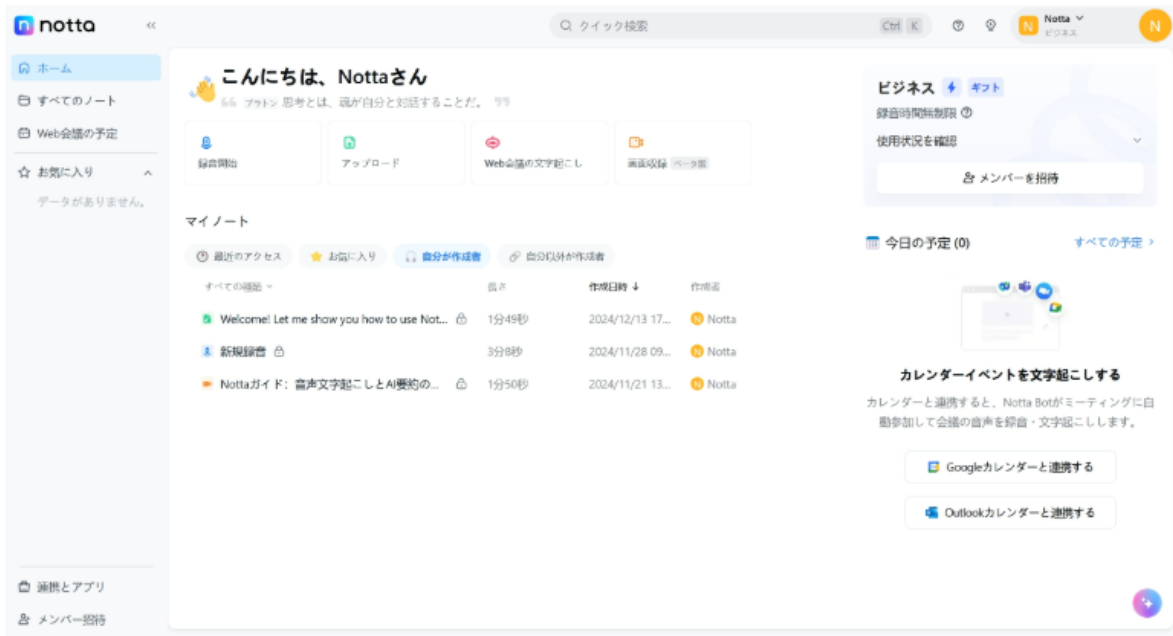 notta
«
クイック検索
Ctrl K
N
Notta
ビジネス
N
ホーム
すべてのノート
Web会議の予定
お気に入り
データがありません。
連携とアプリ
メンバー招待
こんにちは、Nottaさん
プラトン 思考とは、魂が自分と対話することだ。
録音開始
アップロード
Web会議の文字起こし
画面収録 ベータ版
マイノート
最近のアクセス お気に入り 自分が作成者 自分以外が作成者
すべての種類 長さ 作成日時 ↓ 作成者
Welcome! Let me show you how to use Not... 1分49秒 2024/12/13 17... N Notta
新規録音 3分8秒 2024/11/28 09... N Notta
Nottaガイド：音声文字起こしとAI要約の... 1分50秒 2024/11/21 13... N Notta
ビジネス ギフト
録音時間無制限
使用状況を確認
メンバーを招待
今日の予定 (0) すべての予定 >
カレンダーイベントを文字起こしする
カレンダーと連携すると、Notta Botがミーティングに自
動参加して会議の音声を録音・文字起こしします。
Googleカレンダーと連携する
Outlookカレンダーと連携する